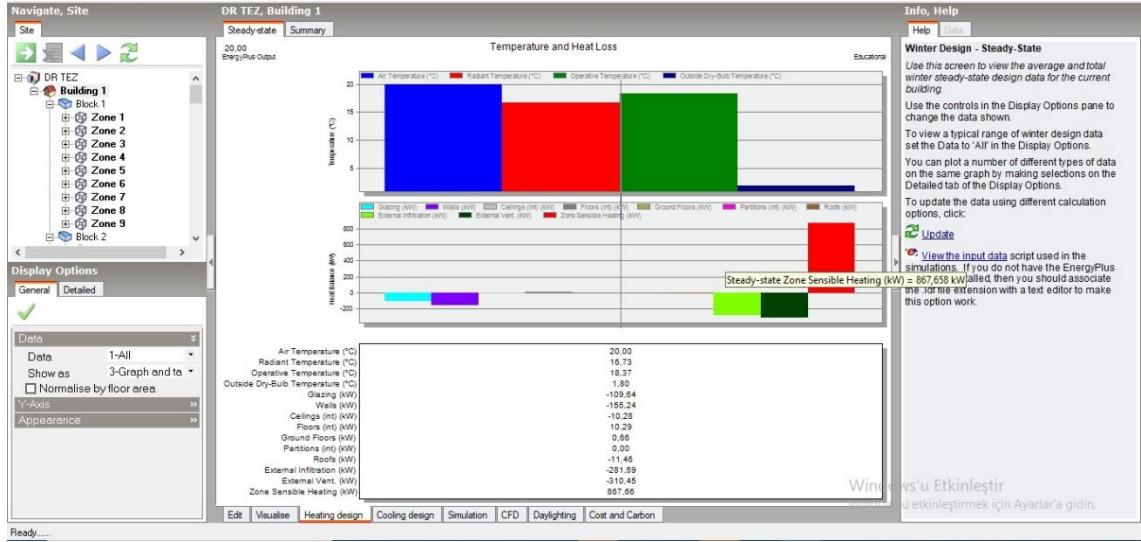 Navigate, Site
Site
DR TEZ
Building 1
Block 1
Zone 1
Zone 2
Zone 3
Zone 4
Zone 5
Zone 6
Zone 7
Zone 8
Zone 9
Block 2
Display Options
General Detailed
Data
Data 1-All
Show as 3-Graph and ta
Normalise by floor area
Y-Axis
Appearance
DR TEZ, Building 1
Steady-state Summary
20,00
EnergyPlus Output
Temperature and Heat Loss
Educational
Air Temperature (°C) Radiant Temperature (°C) Operative Temperature (°C) Outside Dry-Bulb Temperature (°C)
Temperature (°C)
20
15
10
5
Glazing (kW) Walls (kW) Ceilings (int) (kW) Floors (int) (kW) Ground Floors (kW) Partitions (int) (kW) Roofs (kW)
External Infiltration (kW) External Vent. (kW) Zone Sensible Heating (kW)
Heat Balance (kW)
800
600
400
200
0
-200
Steady-state Zone Sensible Heating (kW) = 867,658 kW
Air Temperature (°C) 20,00
Radiant Temperature (°C) 16,73
Operative Temperature (°C) 18,37
Outside Dry-Bulb Temperature (°C) 1,80
Glazing (kW) -109,64
Walls (kW) -155,24
Ceilings (int) (kW) -10,28
Floors (int) (kW) 10,29
Ground Floors (kW) 0,66
Partitions (int) (kW) 0,00
Roofs (kW) -11,46
External Infiltration (kW) -281,59
External Vent. (kW) -310,45
Zone Sensible Heating (kW) 867,66
Edit Visualise Heating design Cooling design Simulation CFD Daylighting Cost and Carbon
Info, Help
Help Data
Winter Design - Steady-State
Use this screen to view the average and total
winter steady-state design data for the current
building.
Use the controls in the Display Options pane to
change the data shown.
To view a typical range of winter design data
set the Data to 'All' in the Display Options.
You can plot a number of different types of data
on the same graph by making selections on the
Detailed tab of the Display Options.
To update the data using different calculation
options, click:
Update
View the input data script used in the
simulations. If you do not have the EnergyPlus
alled, then you should associate
the .idf file extension with a text editor to make
this option work.
Windows'u Etkinleştir
etkinleştirmek için Ayarlar'a gidin.
Ready......